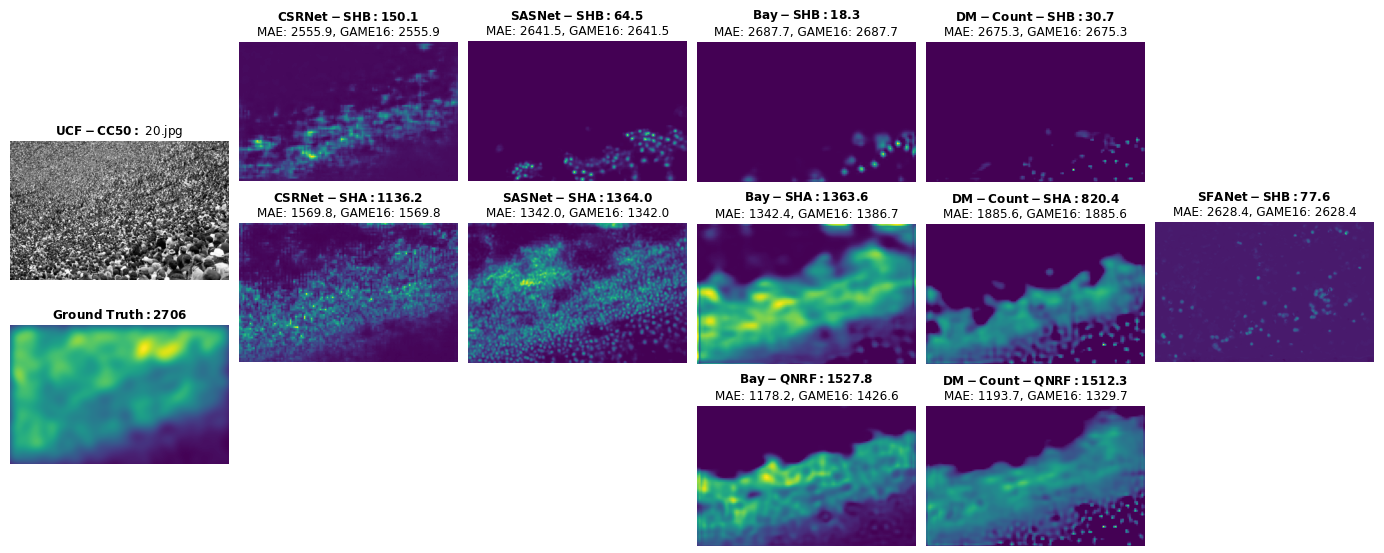 CSRNet − SHB: 150.1
MAE: 2555.9, GAME16: 2555.9
SASNet − SHB: 64.5
MAE: 2641.5, GAME16: 2641.5
Bay − SHB: 18.3
MAE: 2687.7, GAME16: 2687.7
DM − Count − SHB: 30.7
MAE: 2675.3, GAME16: 2675.3
UCF − CC50: 20.jpg
CSRNet − SHA: 1136.2
MAE: 1569.8, GAME16: 1569.8
SASNet − SHA: 1364.0
MAE: 1342.0, GAME16: 1342.0
Bay − SHA: 1363.6
MAE: 1342.4, GAME16: 1386.7
DM − Count − SHA: 820.4
MAE: 1885.6, GAME16: 1885.6
SFANet − SHB: 77.6
MAE: 2628.4, GAME16: 2628.4
Ground Truth: 2706
Bay − QNRF: 1527.8
MAE: 1178.2, GAME16: 1426.6
DM − Count − QNRF: 1512.3
MAE: 1193.7, GAME16: 1329.7